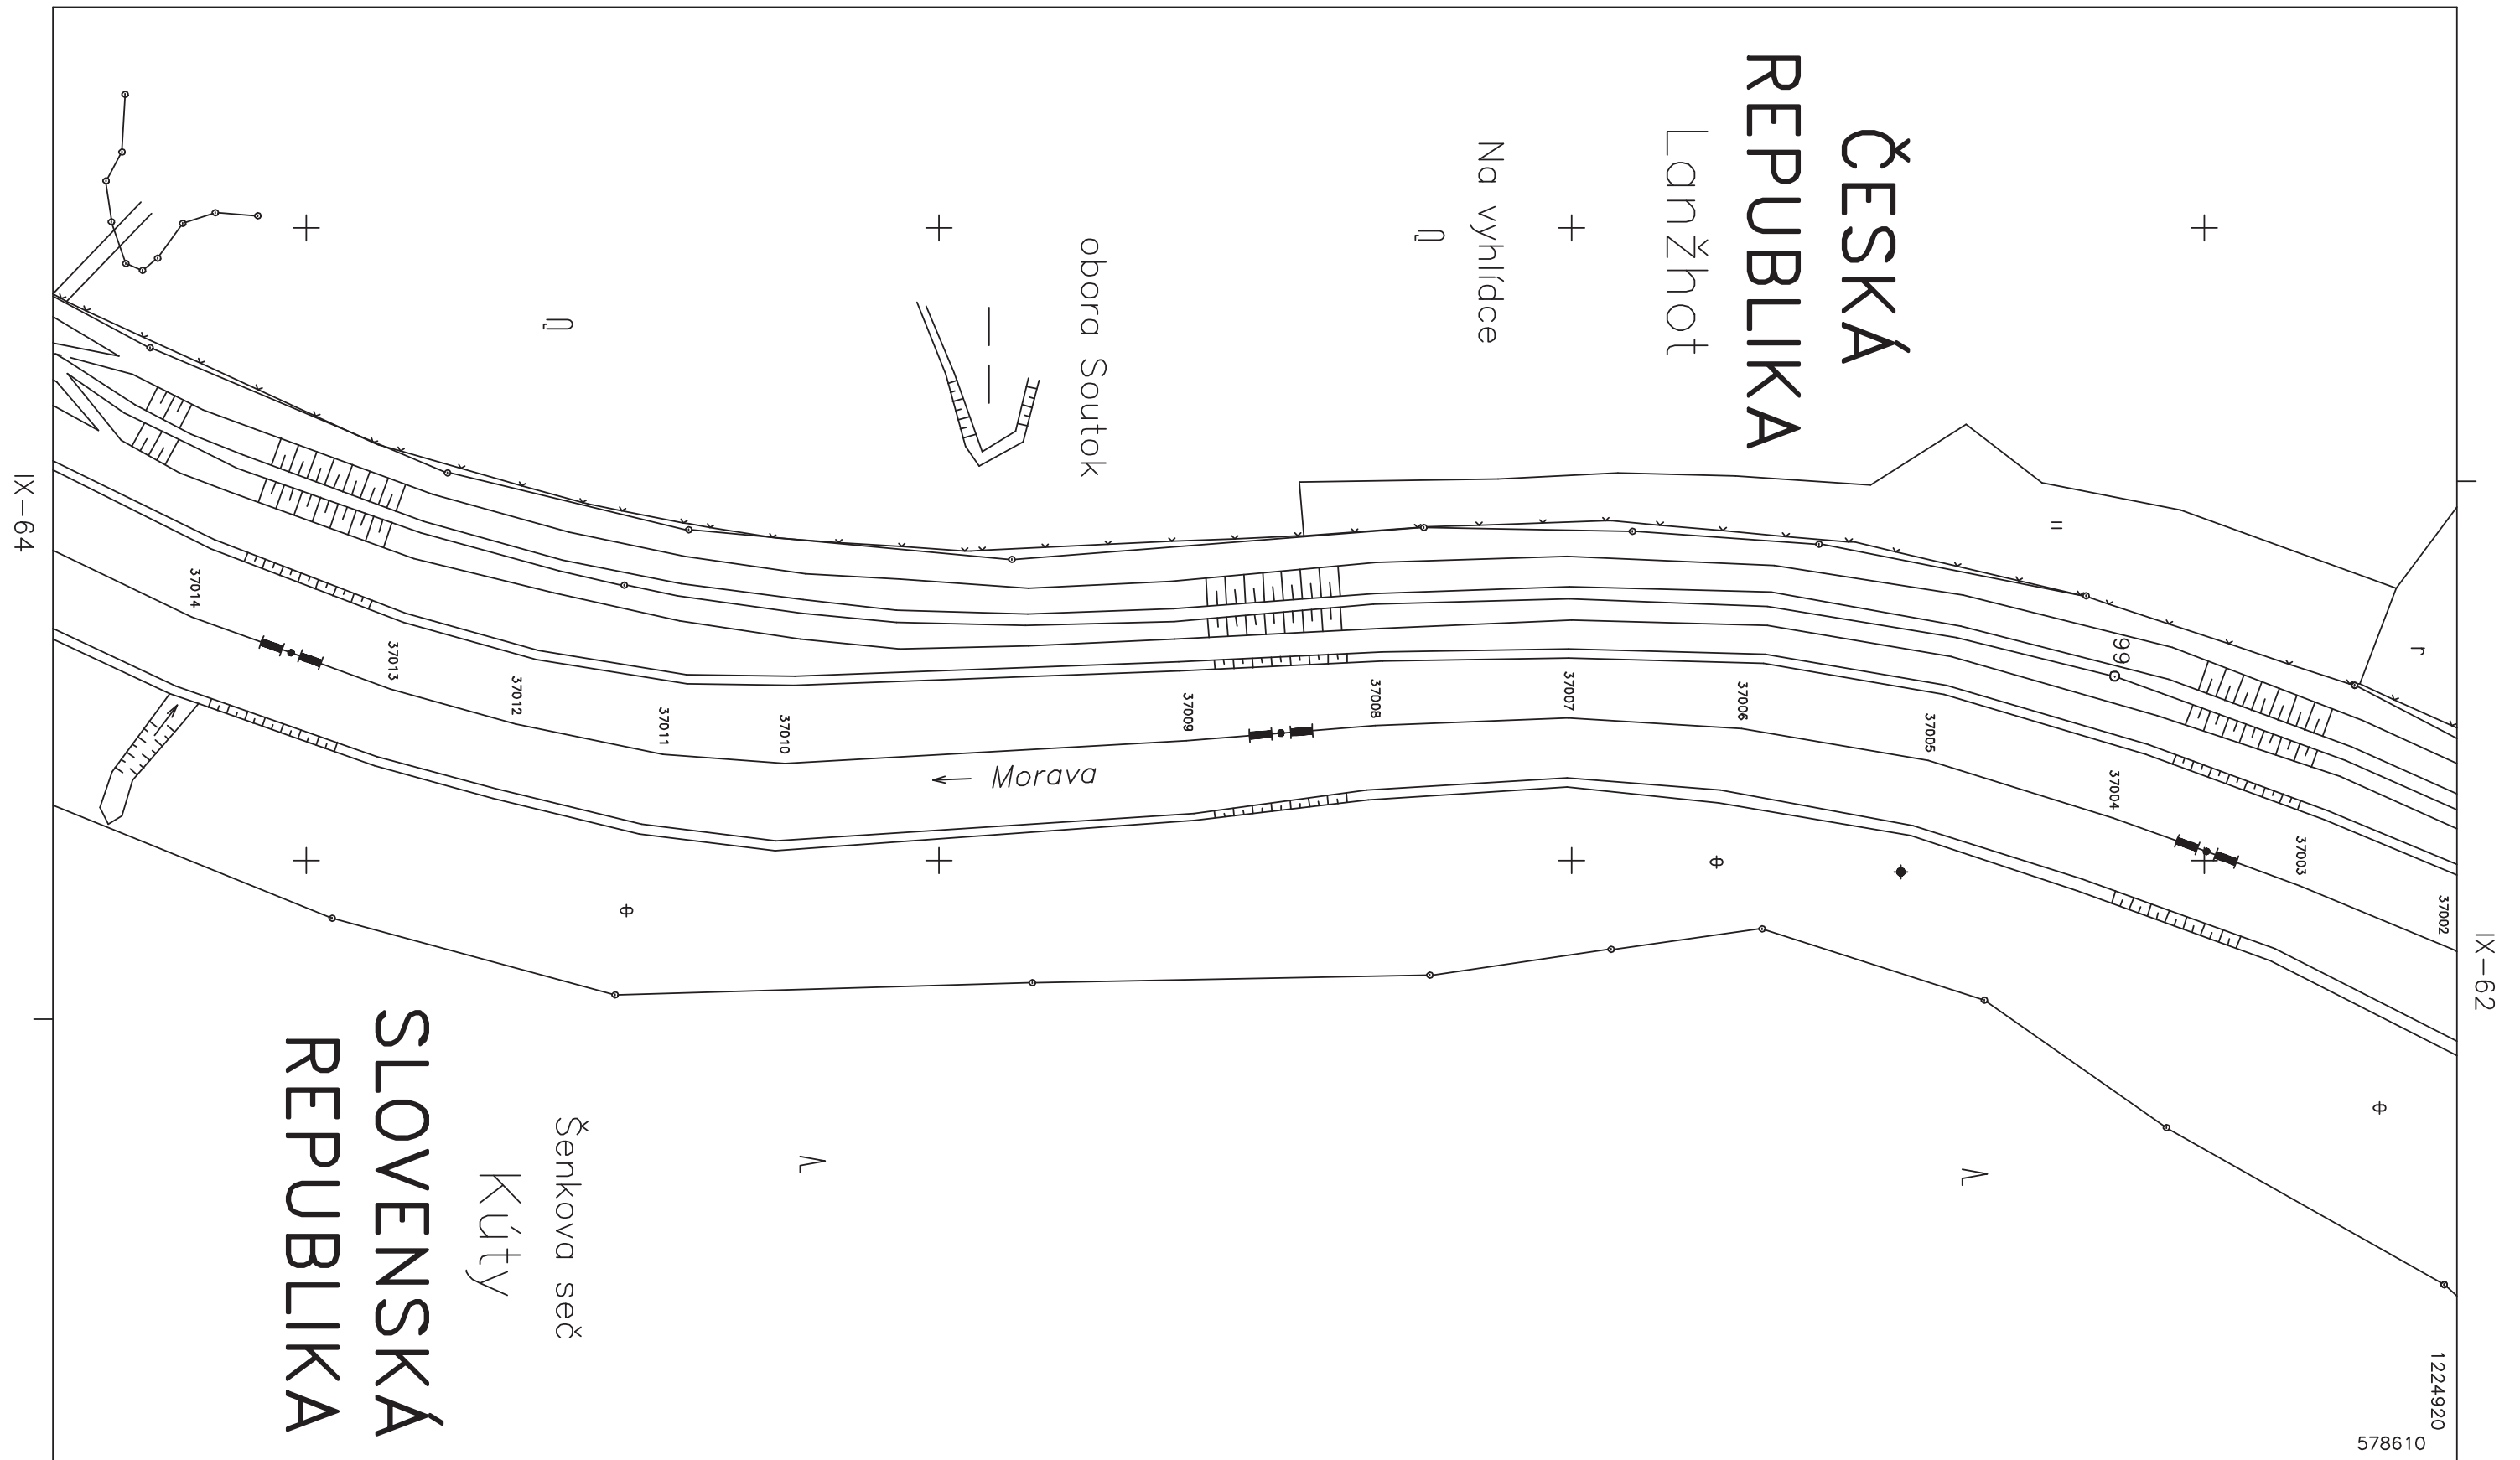 ČESKÁ
REPUBLIKA
Lanžhot
Na vyhlídce
obora Soutok
r
99
IX-62
37002
37003
37004
37005
37006
37007
37008
37009
37010
37011
37012
37013
37014
IX-64
Morava
1224920
578610
Šenkova seč
Kúty
SLOVENSKÁ
REPUBLIKA